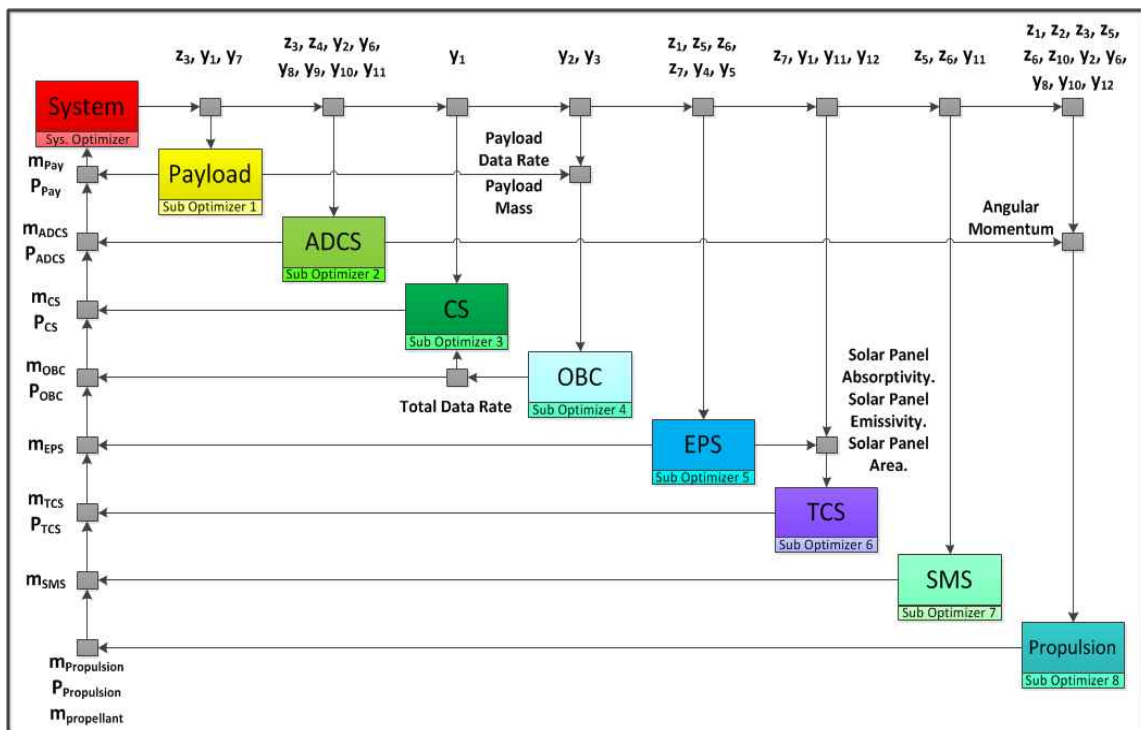 z3, y1, y7
z3, z4, y2, y6,
y8, y9, y10, y11
y1
y2, y3
z1, z5, z6,
z7, y4, y5
z7, y1, y11, y12
z5, z6, y11
z1, z2, z3, z5,
z6, z10, y2, y6,
y8, y10, y12
System
Sys. Optimizer
mPay
PPay
Payload
Sub Optimizer 1
Payload
Data Rate
Payload
Mass
mADCS
PADCS
ADCS
Sub Optimizer 2
Angular
Momentum
mCS
PCS
CS
Sub Optimizer 3
mOBC
POBC
Total Data Rate
OBC
Sub Optimizer 4
Solar Panel
Absorptivity.
Solar Panel
Emissivity.
Solar Panel
Area.
mEPS
EPS
Sub Optimizer 5
mTCS
PTCS
TCS
Sub Optimizer 6
mSMS
SMS
Sub Optimizer 7
mPropulsion
PPropulsion
mpropellant
Propulsion
Sub Optimizer 8